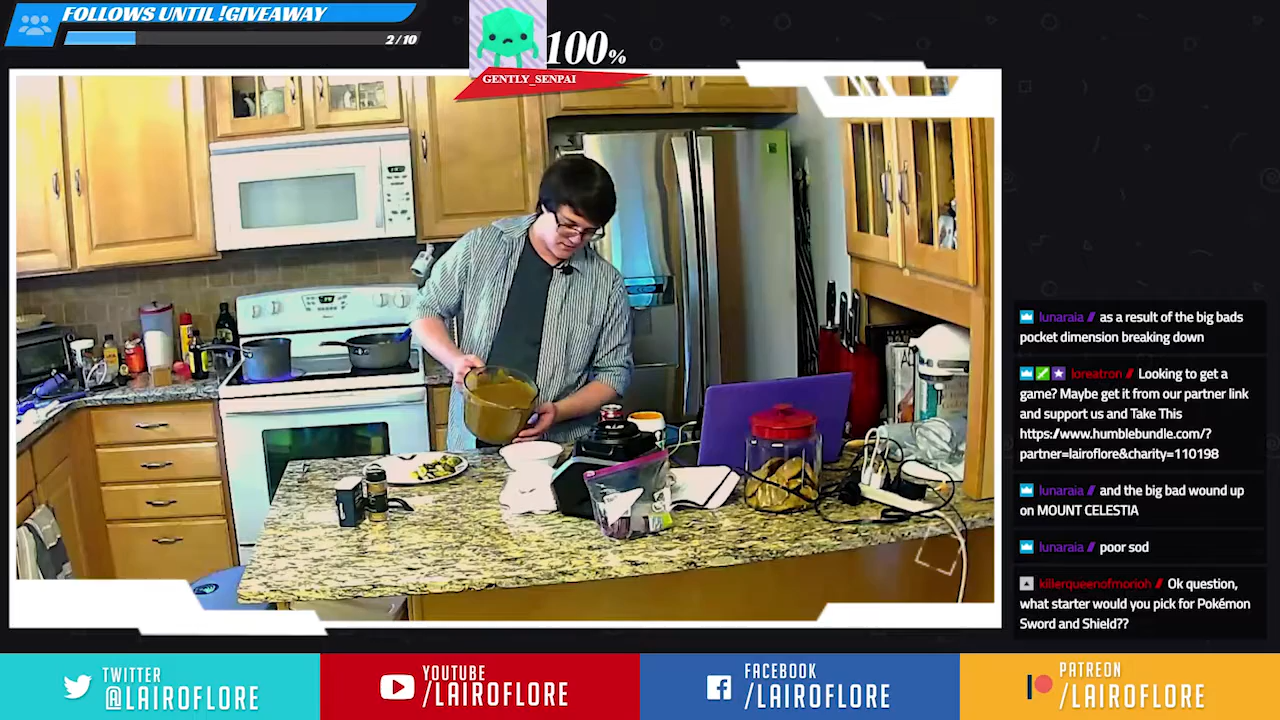 FOLLOWS UNTIL !GIVEAWAY
2/10
100%
GENTLY_SENPAI
lunaraia // as a result of the big bads
pocket dimension breaking down
loreatron // Looking to get a
game? Maybe get it from our partner link
and support us and Take This
https://www.humblebundle.com/?
partner=lairoflore&charity=110198
lunaraia // and the big bad wound up
on MOUNT CELESTIA
lunaraia // poor sod
killerqueenofmorioh // Ok question,
what starter would you pick for Pokémon
Sword and Shield??
TWITTER
@LAIROFLORE
YOUTUBE
/LAIROFLORE
FACEBOOK
/LAIROFLORE
PATREON
/LAIROFLORE